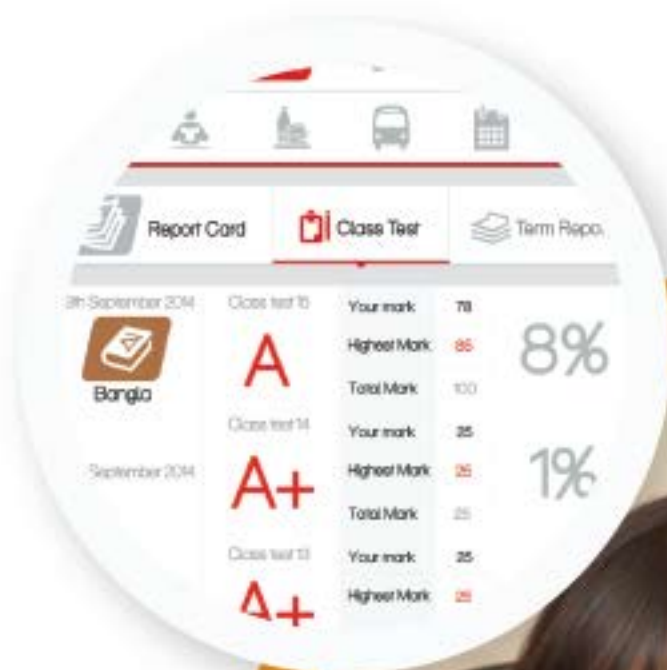 Report Card
Class Test
Term Repo.
September 2014
Class test 15
A
Your mark 78
Highest Mark 85
Total Mark 100
8%
Bangla
September 2014
Class test 14
A+
Your mark 25
Highest Mark 25
Total Mark 25
1%
Class test 13
A+
Your mark 25
Highest Mark 25